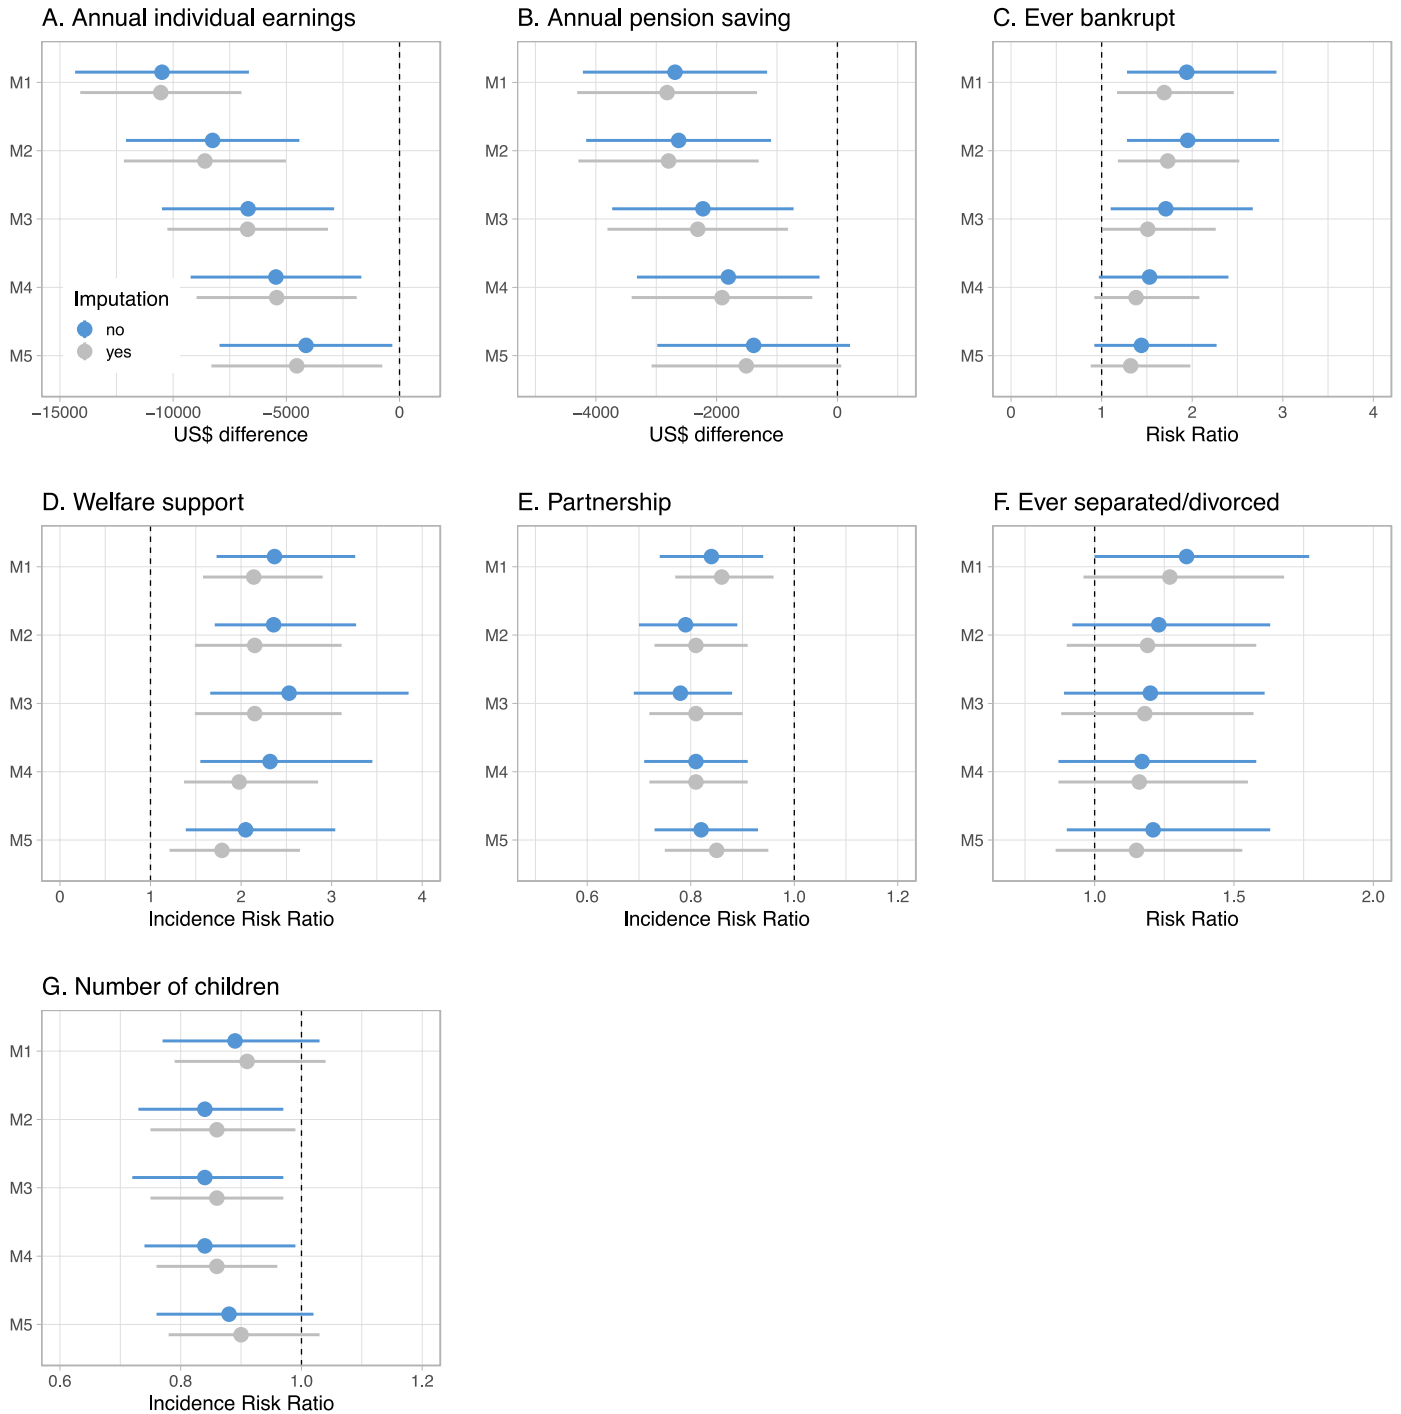 A. Annual individual earnings
M1
M2
M3
M4
M5
Imputation
no
yes
−15000 −10000 −5000 0
US$ difference
B. Annual pension saving
M1
M2
M3
M4
M5
−4000 −2000 0
US$ difference
C. Ever bankrupt
M1
M2
M3
M4
M5
0 1 2 3 4
Risk Ratio
D. Welfare support
M1
M2
M3
M4
M5
0 1 2 3 4
Incidence Risk Ratio
E. Partnership
M1
M2
M3
M4
M5
0.6 0.8 1.0 1.2
Incidence Risk Ratio
F. Ever separated/divorced
M1
M2
M3
M4
M5
1.0 1.5 2.0
Risk Ratio
G. Number of children
M1
M2
M3
M4
M5
0.6 0.8 1.0 1.2
Incidence Risk Ratio